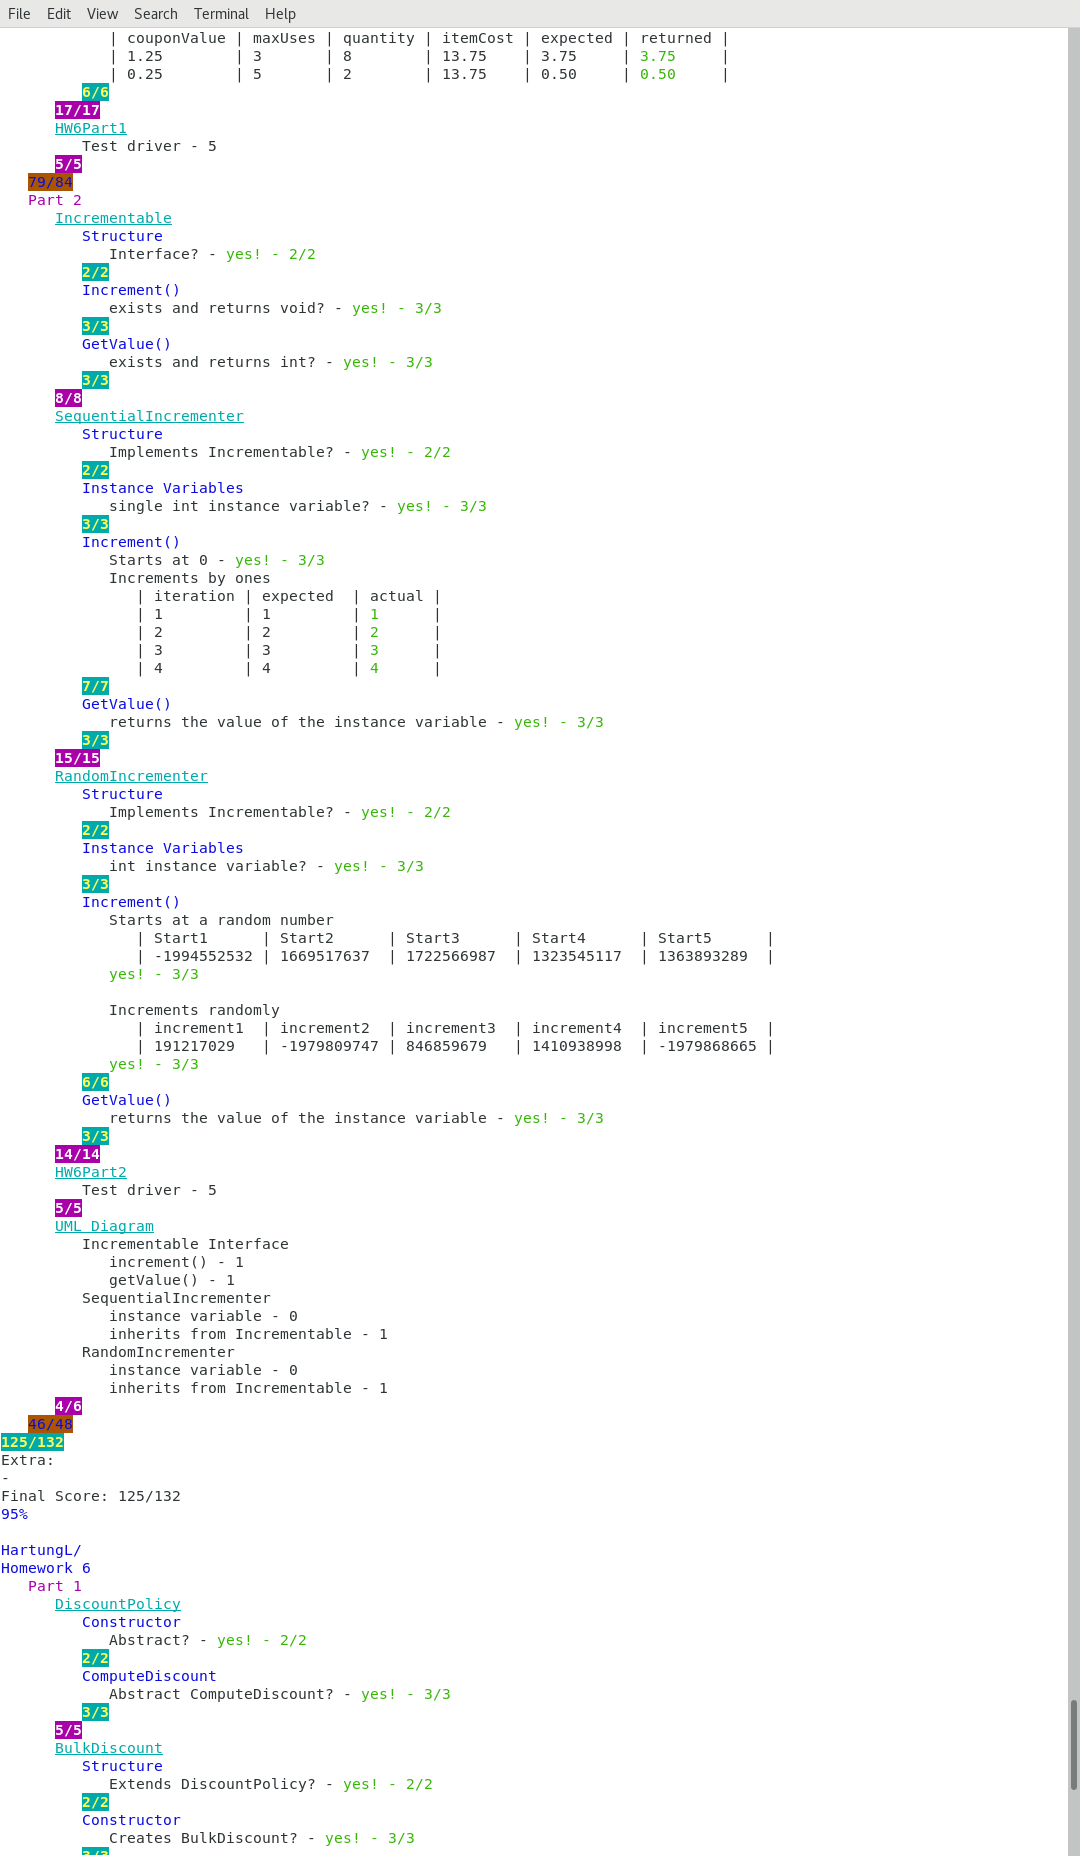 File Edit View Search Terminal Help
| couponValue | maxUses | quantity | itemCost | expected | returned |
| 1.25 | 3 | 8 | 13.75 | 3.75 | 3.75 |
| 0.25 | 5 | 2 | 13.75 | 0.50 | 0.50 |
6/6
17/17
HW6Part1
Test driver - 5
5/5
79/84
Part 2
Incrementable
Structure
Interface? - yes! - 2/2
2/2
Increment()
exists and returns void? - yes! - 3/3
3/3
GetValue()
exists and returns int? - yes! - 3/3
3/3
8/8
SequentialIncrementer
Structure
Implements Incrementable? - yes! - 2/2
2/2
Instance Variables
single int instance variable? - yes! - 3/3
3/3
Increment()
Starts at 0 - yes! - 3/3
Increments by ones
| iteration | expected | actual |
| 1 | 1 | 1 |
| 2 | 2 | 2 |
| 3 | 3 | 3 |
| 4 | 4 | 4 |
7/7
GetValue()
returns the value of the instance variable - yes! - 3/3
3/3
15/15
RandomIncrementer
Structure
Implements Incrementable? - yes! - 2/2
2/2
Instance Variables
int instance variable? - yes! - 3/3
3/3
Increment()
Starts at a random number
| Start1 | Start2 | Start3 | Start4 | Start5 |
| -1994552532 | 1669517637 | 1722566987 | 1323545117 | 1363893289 |
yes! - 3/3
Increments randomly
| increment1 | increment2 | increment3 | increment4 | increment5 |
| 191217029 | -1979809747 | 846859679 | 1410938998 | -1979868665 |
yes! - 3/3
6/6
GetValue()
returns the value of the instance variable - yes! - 3/3
3/3
14/14
HW6Part2
Test driver - 5
5/5
UML Diagram
Incrementable Interface
increment() - 1
getValue() - 1
SequentialIncrementer
instance variable - 0
inherits from Incrementable - 1
RandomIncrementer
instance variable - 0
inherits from Incrementable - 1
4/6
46/48
125/132
Extra:
-
Final Score: 125/132
95%
HartungL/
Homework 6
Part 1
DiscountPolicy
Constructor
Abstract? - yes! - 2/2
2/2
ComputeDiscount
Abstract ComputeDiscount? - yes! - 3/3
3/3
5/5
BulkDiscount
Structure
Extends DiscountPolicy? - yes! - 2/2
2/2
Constructor
Creates BulkDiscount? - yes! - 3/3
3/3